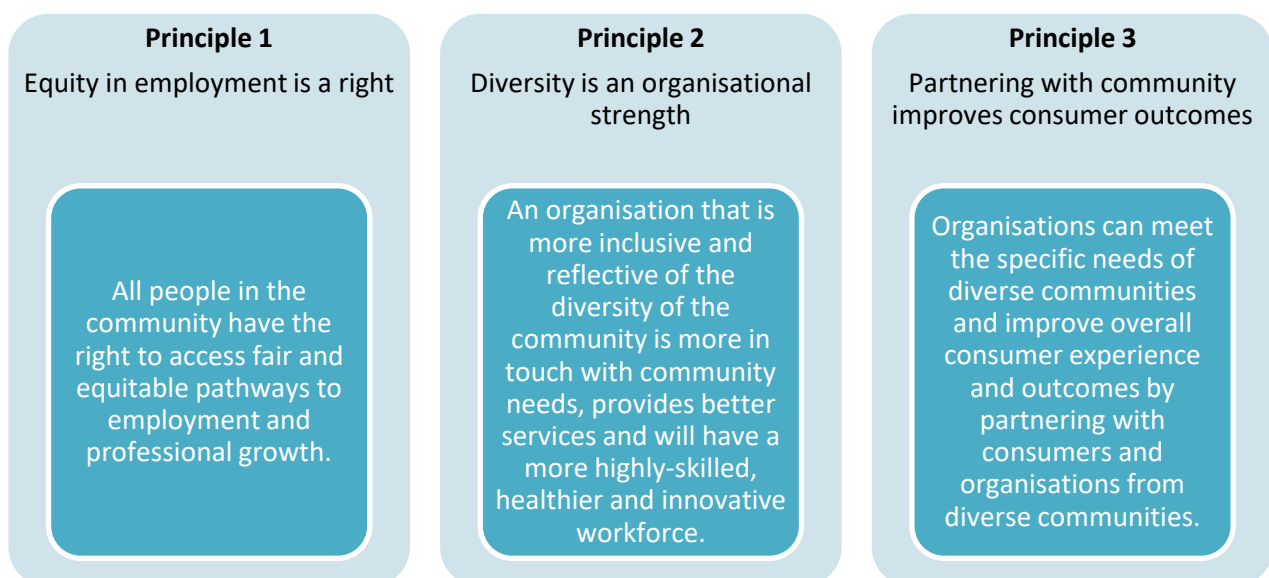 Principle 1
Equity in employment is a right
All people in the
community have the
right to access fair and
equitable pathways to
employment and
professional growth.
Principle 2
Diversity is an organisational
strength
An organisation that is
more inclusive and
reflective of the
diversity of the
community is more in
touch with community
needs, provides better
services and will have a
more highly-skilled,
healthier and innovative
workforce.
Principle 3
Partnering with community
improves consumer outcomes
Organisations can meet
the specific needs of
diverse communities
and improve overall
consumer experience
and outcomes by
partnering with
consumers and
organisations from
diverse communities.